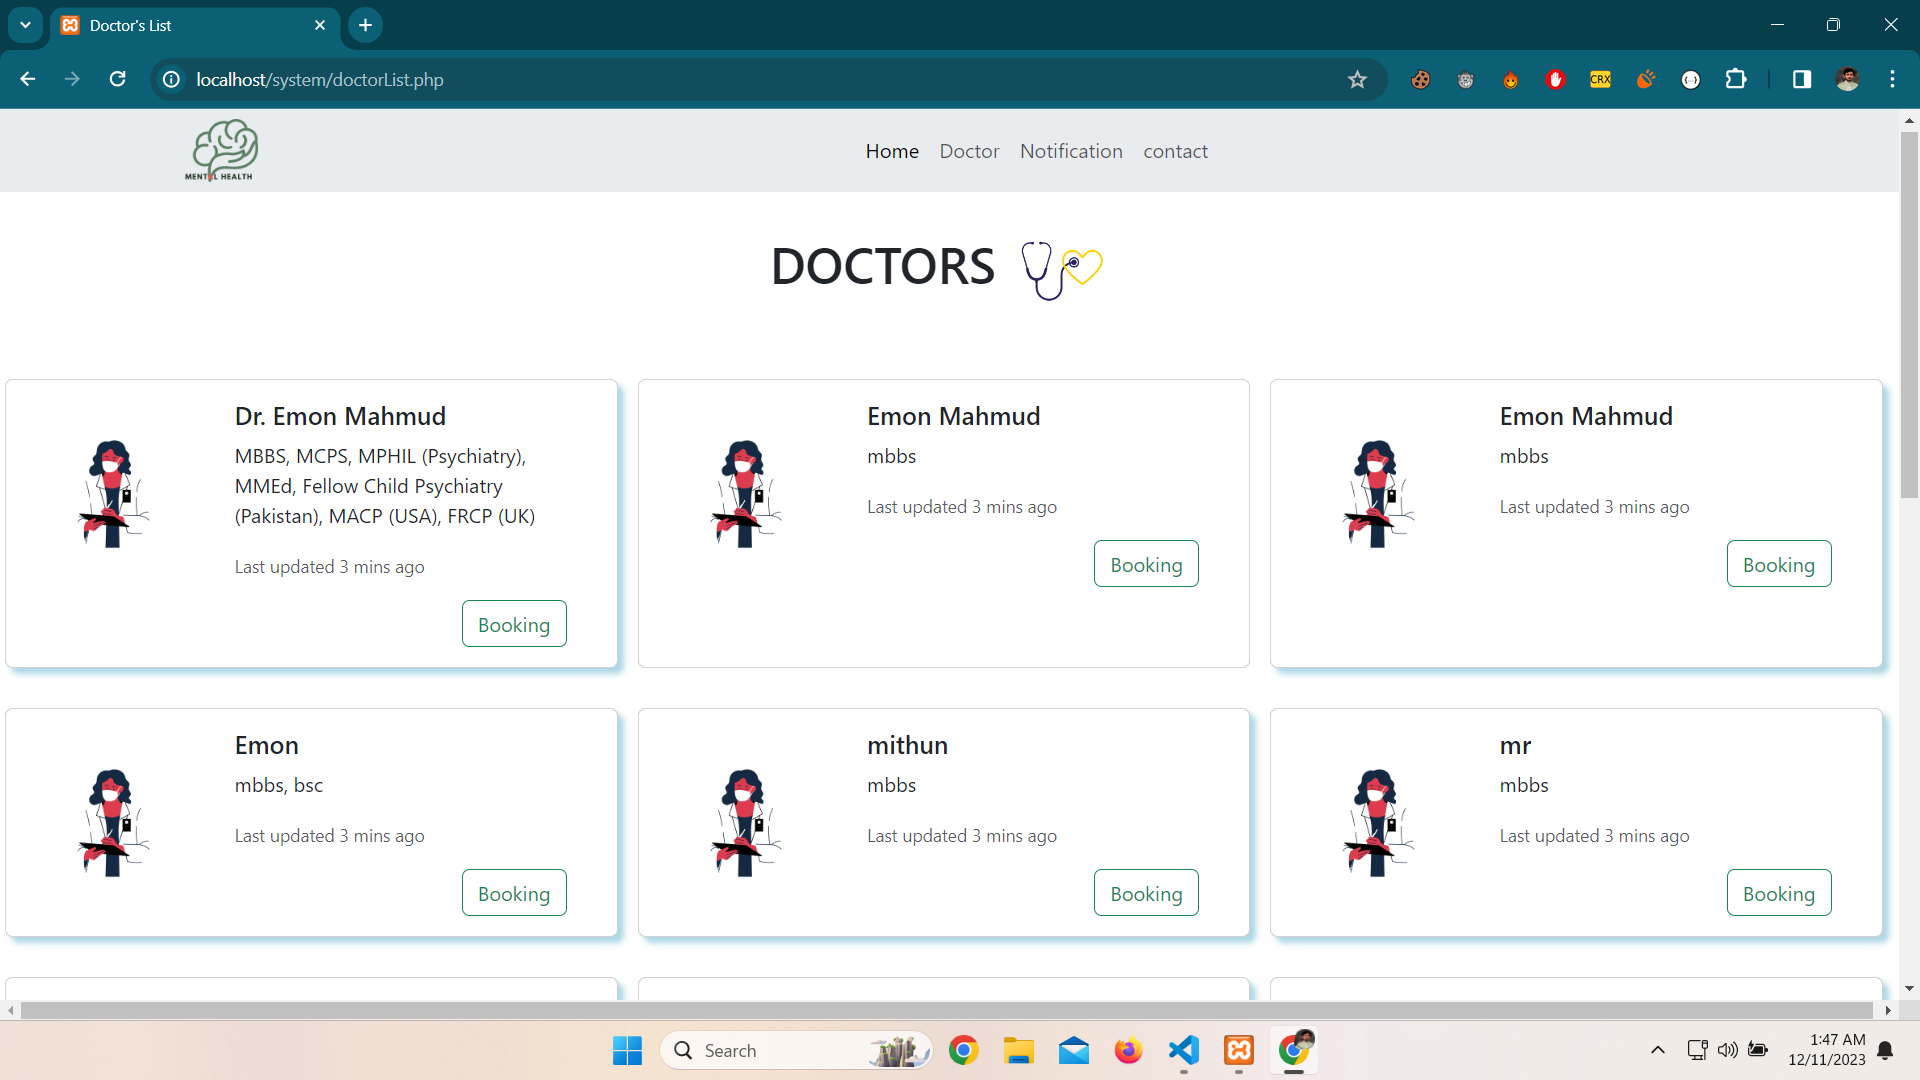 Doctor's List
localhost/system/doctorList.php
CRX
MENTAL HEALTH
Home Doctor Notification contact
DOCTORS
Dr. Emon Mahmud
MBBS, MCPS, MPHIL (Psychiatry),
MMEd, Fellow Child Psychiatry
(Pakistan), MACP (USA), FRCP (UK)
Last updated 3 mins ago
Booking
Emon Mahmud
mbbs
Last updated 3 mins ago
Booking
Emon Mahmud
mbbs
Last updated 3 mins ago
Booking
Emon
mbbs, bsc
Last updated 3 mins ago
Booking
mithun
mbbs
Last updated 3 mins ago
Booking
mr
mbbs
Last updated 3 mins ago
Booking
Search
1:47 AM
12/11/2023